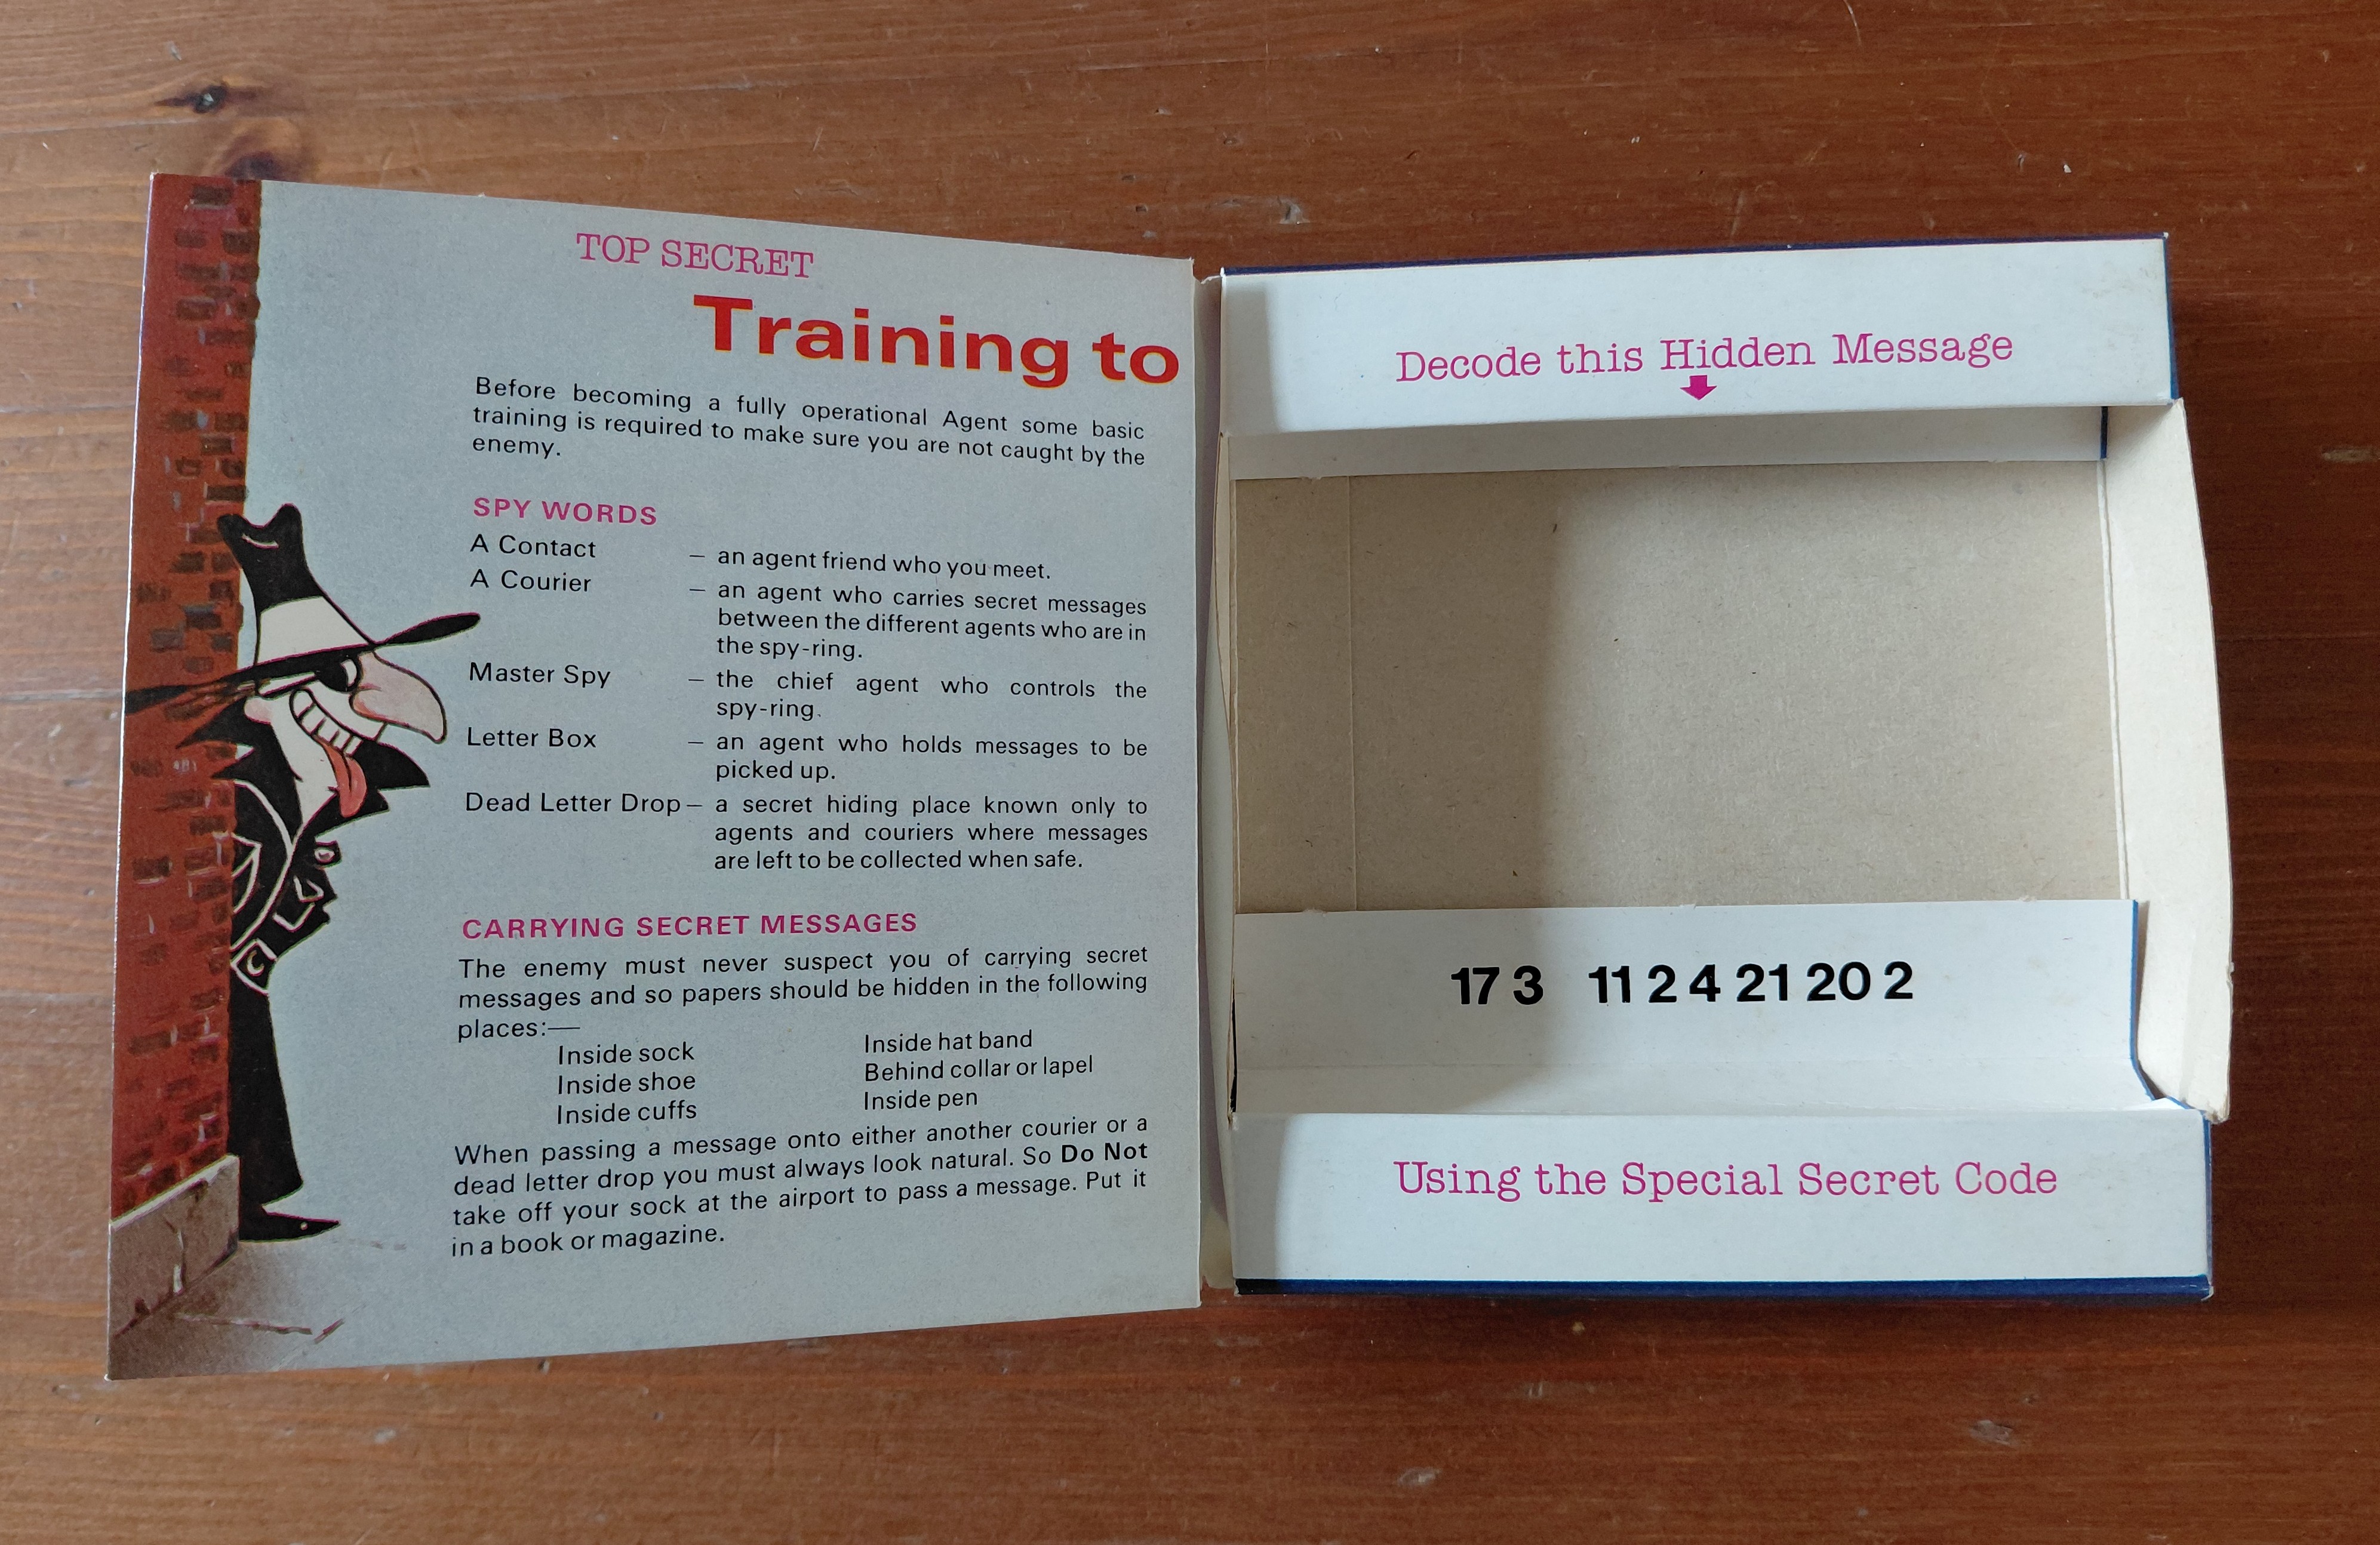 TOP SECRET
Training to
Before becoming a fully operational Agent some basic
training is required to make sure you are not caught by the
enemy.
SPY WORDS
A Contact — an agent friend who you meet.
A Courier — an agent who carries secret messages
between the different agents who are in
the spy-ring.
Master Spy — the chief agent who controls the
spy-ring.
Letter Box — an agent who holds messages to be
picked up.
Dead Letter Drop — a secret hiding place known only to
agents and couriers where messages
are left to be collected when safe.
CARRYING SECRET MESSAGES
The enemy must never suspect you of carrying secret
messages and so papers should be hidden in the following
places:—
Inside sock Inside hat band
Inside shoe Behind collar or lapel
Inside cuffs Inside pen
When passing a message onto either another courier or a
dead letter drop you must always look natural. So Do Not
take off your sock at the airport to pass a message. Put it
in a book or magazine.
Decode this Hidden Message
17 3 11 2 4 21 20 2
Using the Special Secret Code